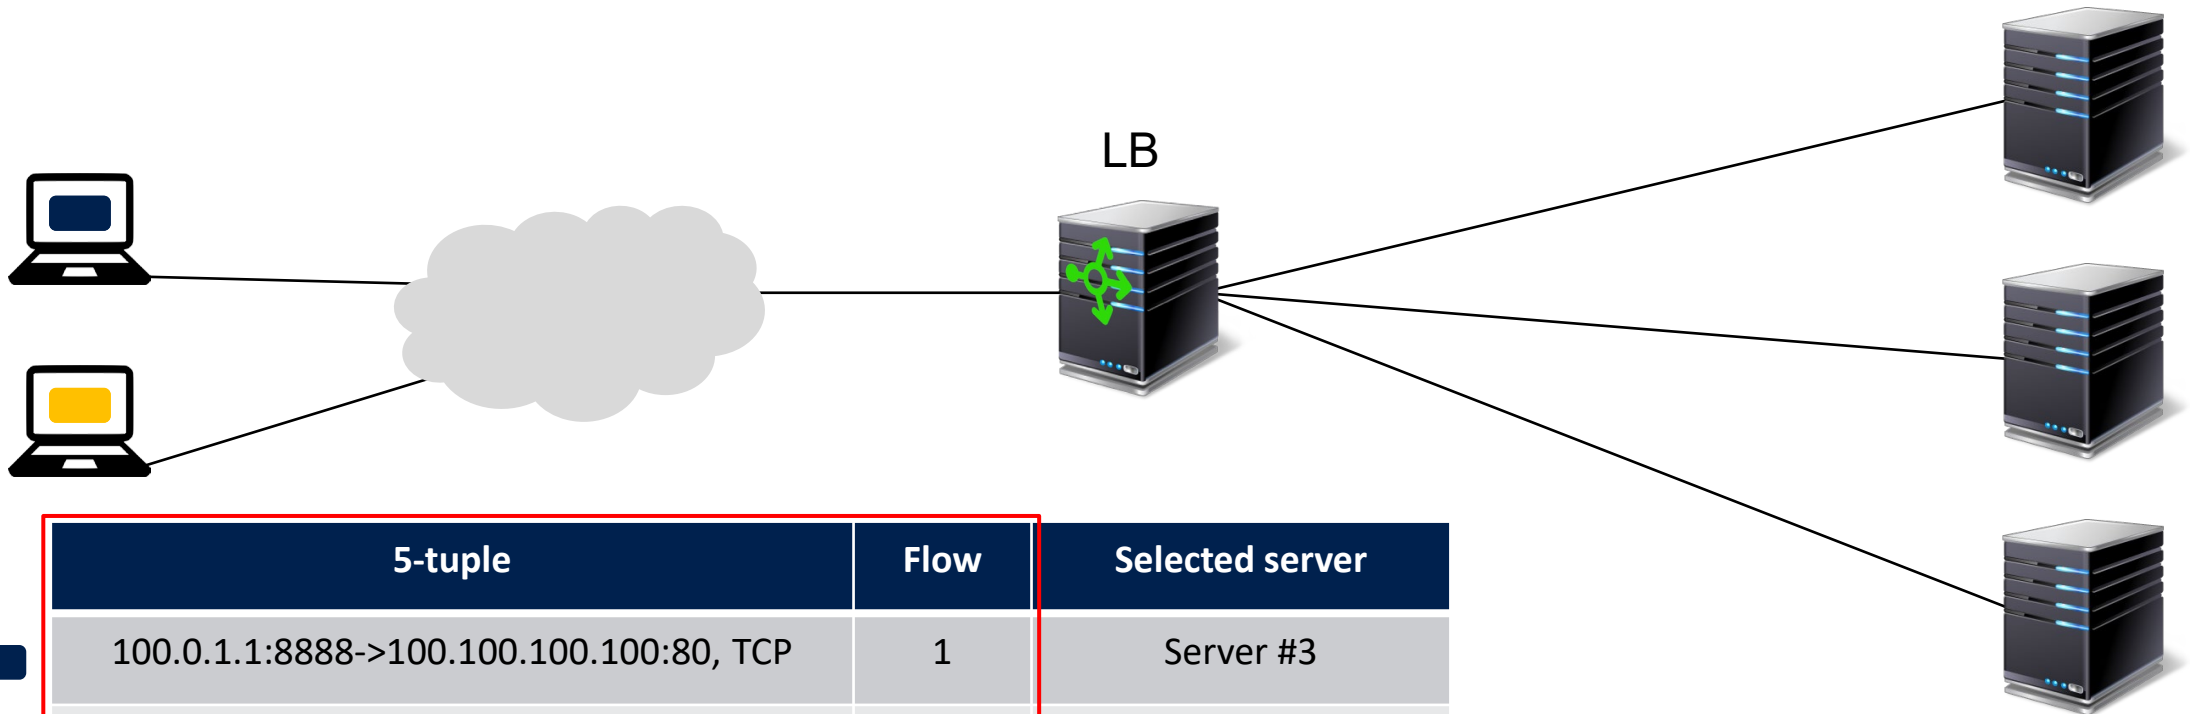 LB
5-tuple Flow Selected server
100.0.1.1:8888->100.100.100.100:80, TCP 1 Server #3